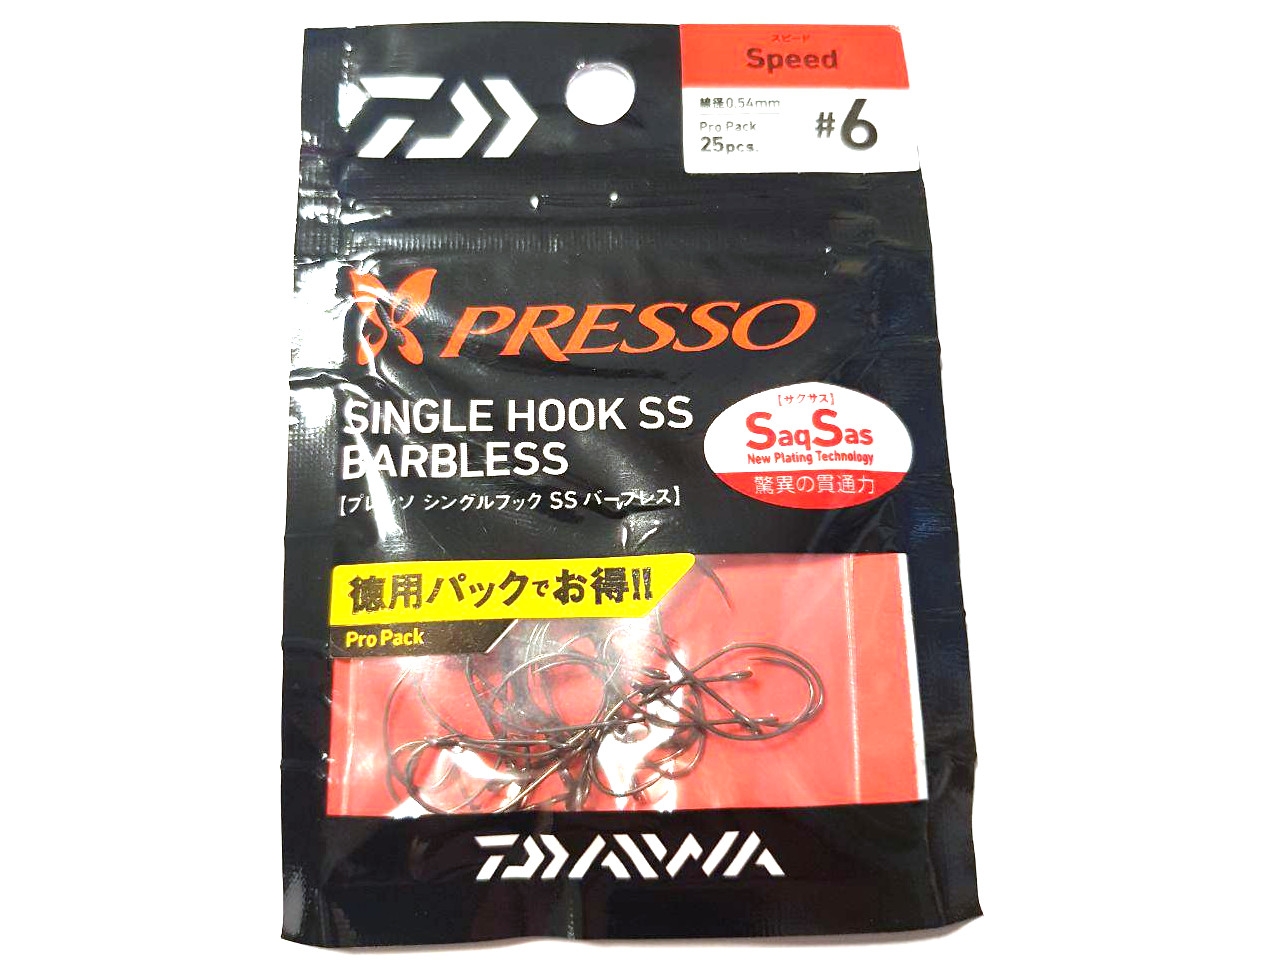 スピード
Speed
線径0.54mm
Pro Pack
25pcs.
#6
PRESSO
SINGLE HOOK SS
BARBLESS
【プレッソ シングルフック SS バーブレス】
【サクサス】
SaqSas
New Plating Technology
驚異の貫通力
徳用パックでお得!!
Pro Pack
DAIWA